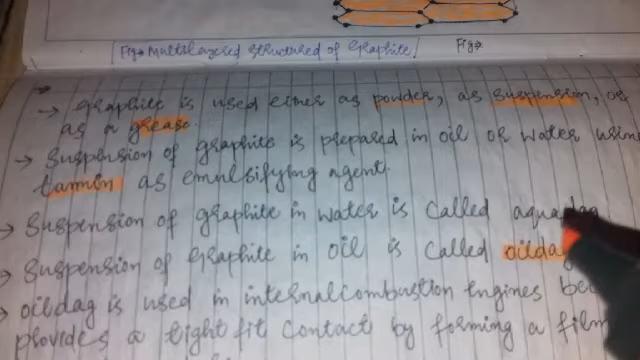 Fig→ Multilayered structured of Graphite
Fig→
→ Graphite is used either as powder, as suspension, or
as a grease.
→ Suspension of graphite is prepared in oil or water using
tannin as emulsifying agent.
→ Suspension of graphite in water is called aquadag
→ Suspension of Graphite in oil is called oildag
→ oildag is used in internal combustion engines
provides a tight fit contact by forming a film